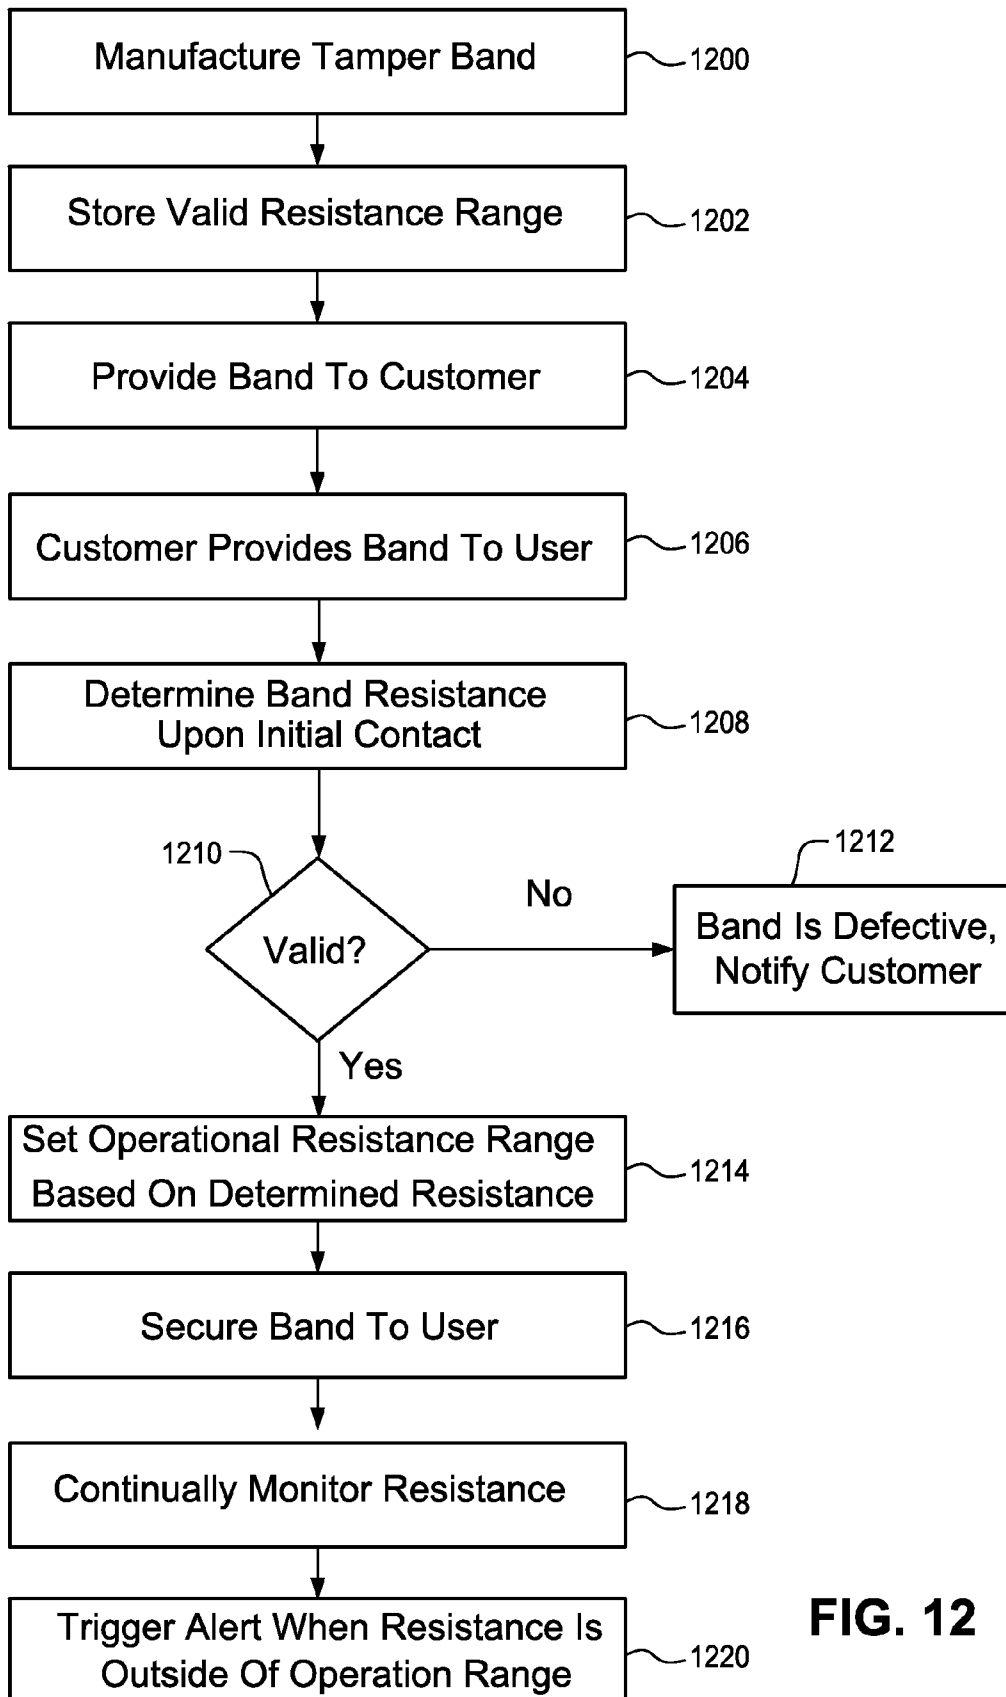 Manufacture Tamper Band
1200
Store Valid Resistance Range
1202
Provide Band To Customer
1204
Customer Provides Band To User
1206
Determine Band Resistance
Upon Initial Contact
1208
1210
Valid?
No
1212
Band Is Defective,
Notify Customer
Yes
Set Operational Resistance Range
Based On Determined Resistance
1214
Secure Band To User
1216
Continually Monitor Resistance
1218
Trigger Alert When Resistance Is
Outside Of Operation Range
1220
FIG. 12